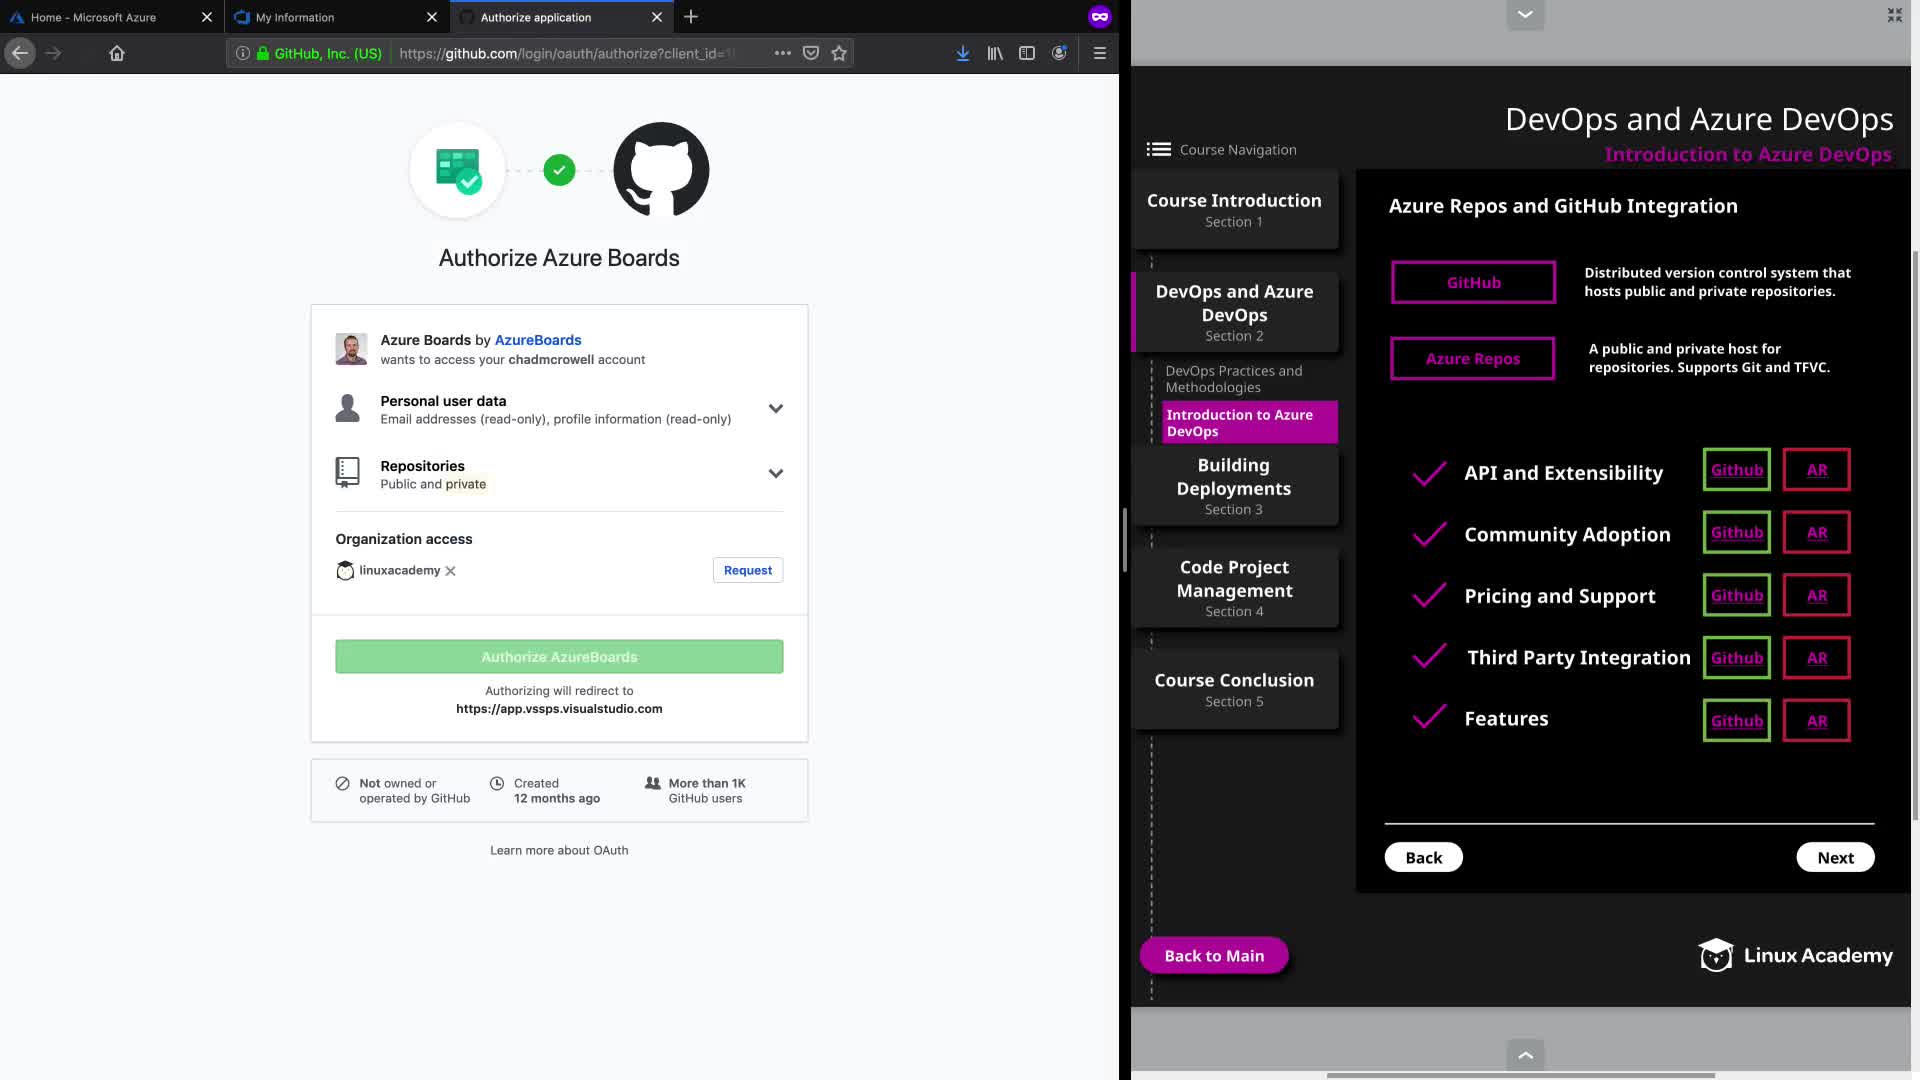 Home - Microsoft Azure
My Information
Authorize application
GitHub, Inc. (US)
https://github.com/login/oauth/authorize?client_id=
Authorize Azure Boards
Azure Boards by AzureBoards
wants to access your chadmcrowell account
Personal user data
Email addresses (read-only), profile information (read-only)
Repositories
Public and private
Organization access
linuxacademy
Request
Authorize AzureBoards
Authorizing will redirect to
https://app.vssps.visualstudio.com
Not owned or
operated by GitHub
Created
12 months ago
More than 1K
GitHub users
Learn more about OAuth
DevOps and Azure DevOps
Introduction to Azure DevOps
Course Navigation
Course Introduction
Section 1
DevOps and Azure
DevOps
Section 2
DevOps Practices and
Methodologies
Introduction to Azure
DevOps
Building
Deployments
Section 3
Code Project
Management
Section 4
Course Conclusion
Section 5
Back to Main
Azure Repos and GitHub Integration
GitHub
Distributed version control system that
hosts public and private repositories.
Azure Repos
A public and private host for
repositories. Supports Git and TFVC.
API and Extensibility Github AR
Community Adoption Github AR
Pricing and Support Github AR
Third Party Integration Github AR
Features Github AR
Back
Next
Linux Academy